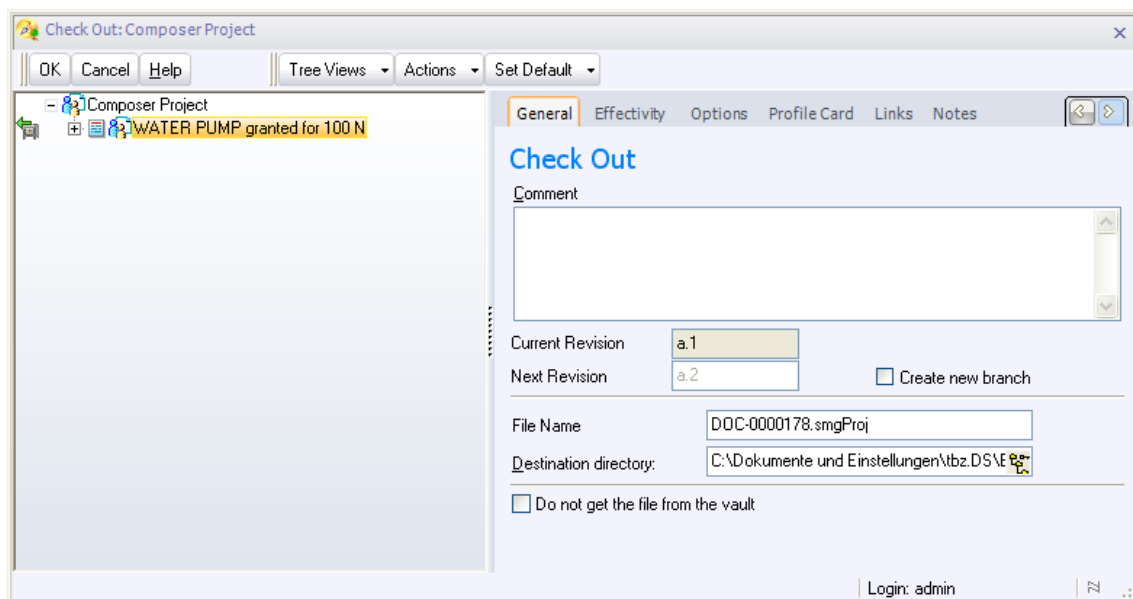 Check Out: Composer Project
OK Cancel Help Tree Views Actions Set Default
Composer Project
WATER PUMP granted for 100 N
General Effectivity Options Profile Card Links Notes
Check Out
Comment
Current Revision a.1
Next Revision a.2 Create new branch
File Name DOC-0000178.smgProj
Destination directory: C:\Dokumente und Einstellungen\tbz.DS\E
Do not get the file from the vault
Login: admin